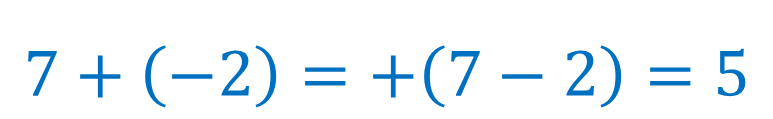 7 + (−2) = +(7 − 2) = 5